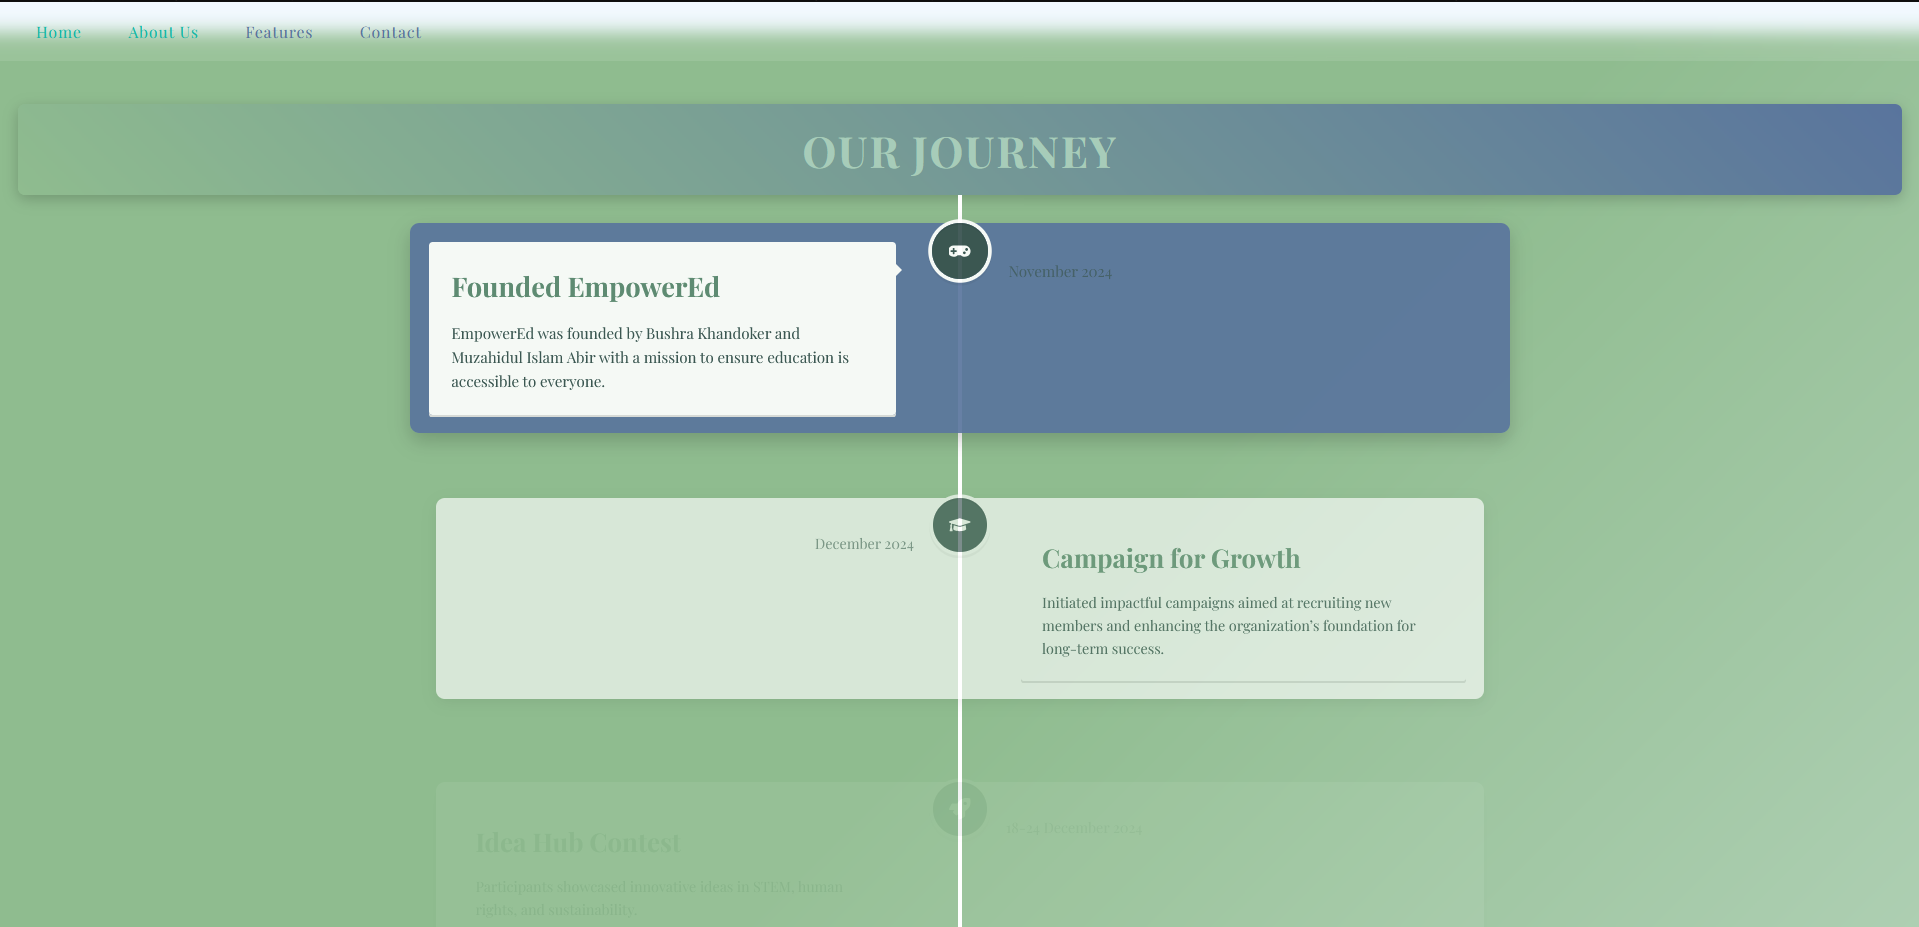 Home About Us Features Contact
OUR JOURNEY
November 2024
Founded EmpowerEd
EmpowerEd was founded by Bushra Khandoker and
Muzahidul Islam Abir with a mission to ensure education is
accessible to everyone.
December 2024
Campaign for Growth
Initiated impactful campaigns aimed at recruiting new
members and enhancing the organization's foundation for
long-term success.
18-24 December 2024
Idea Hub Contest
Participants showcased innovative ideas in STEM, human
rights, and sustainability.